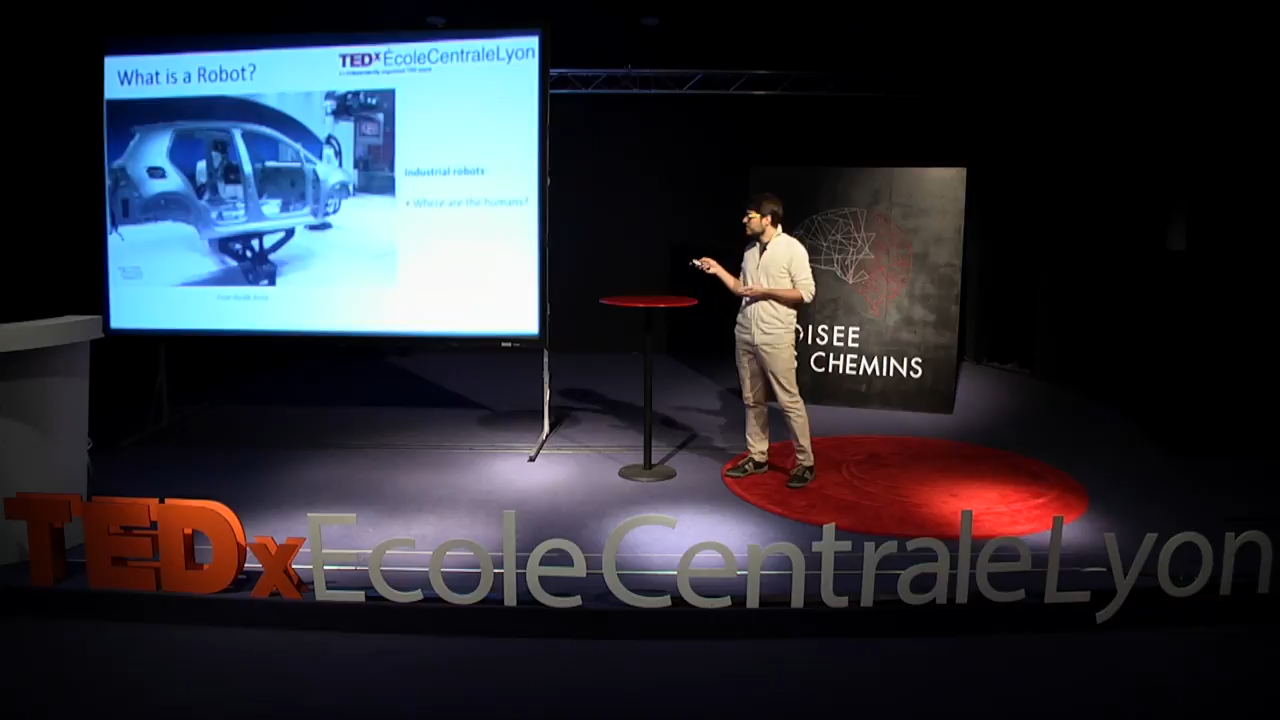 What is a Robot?
TEDxÉcoleCentraleLyon
Industrial robots
• Where are the humans?
OISEE
CHEMINS
TEDxEcoleCentraleLyon